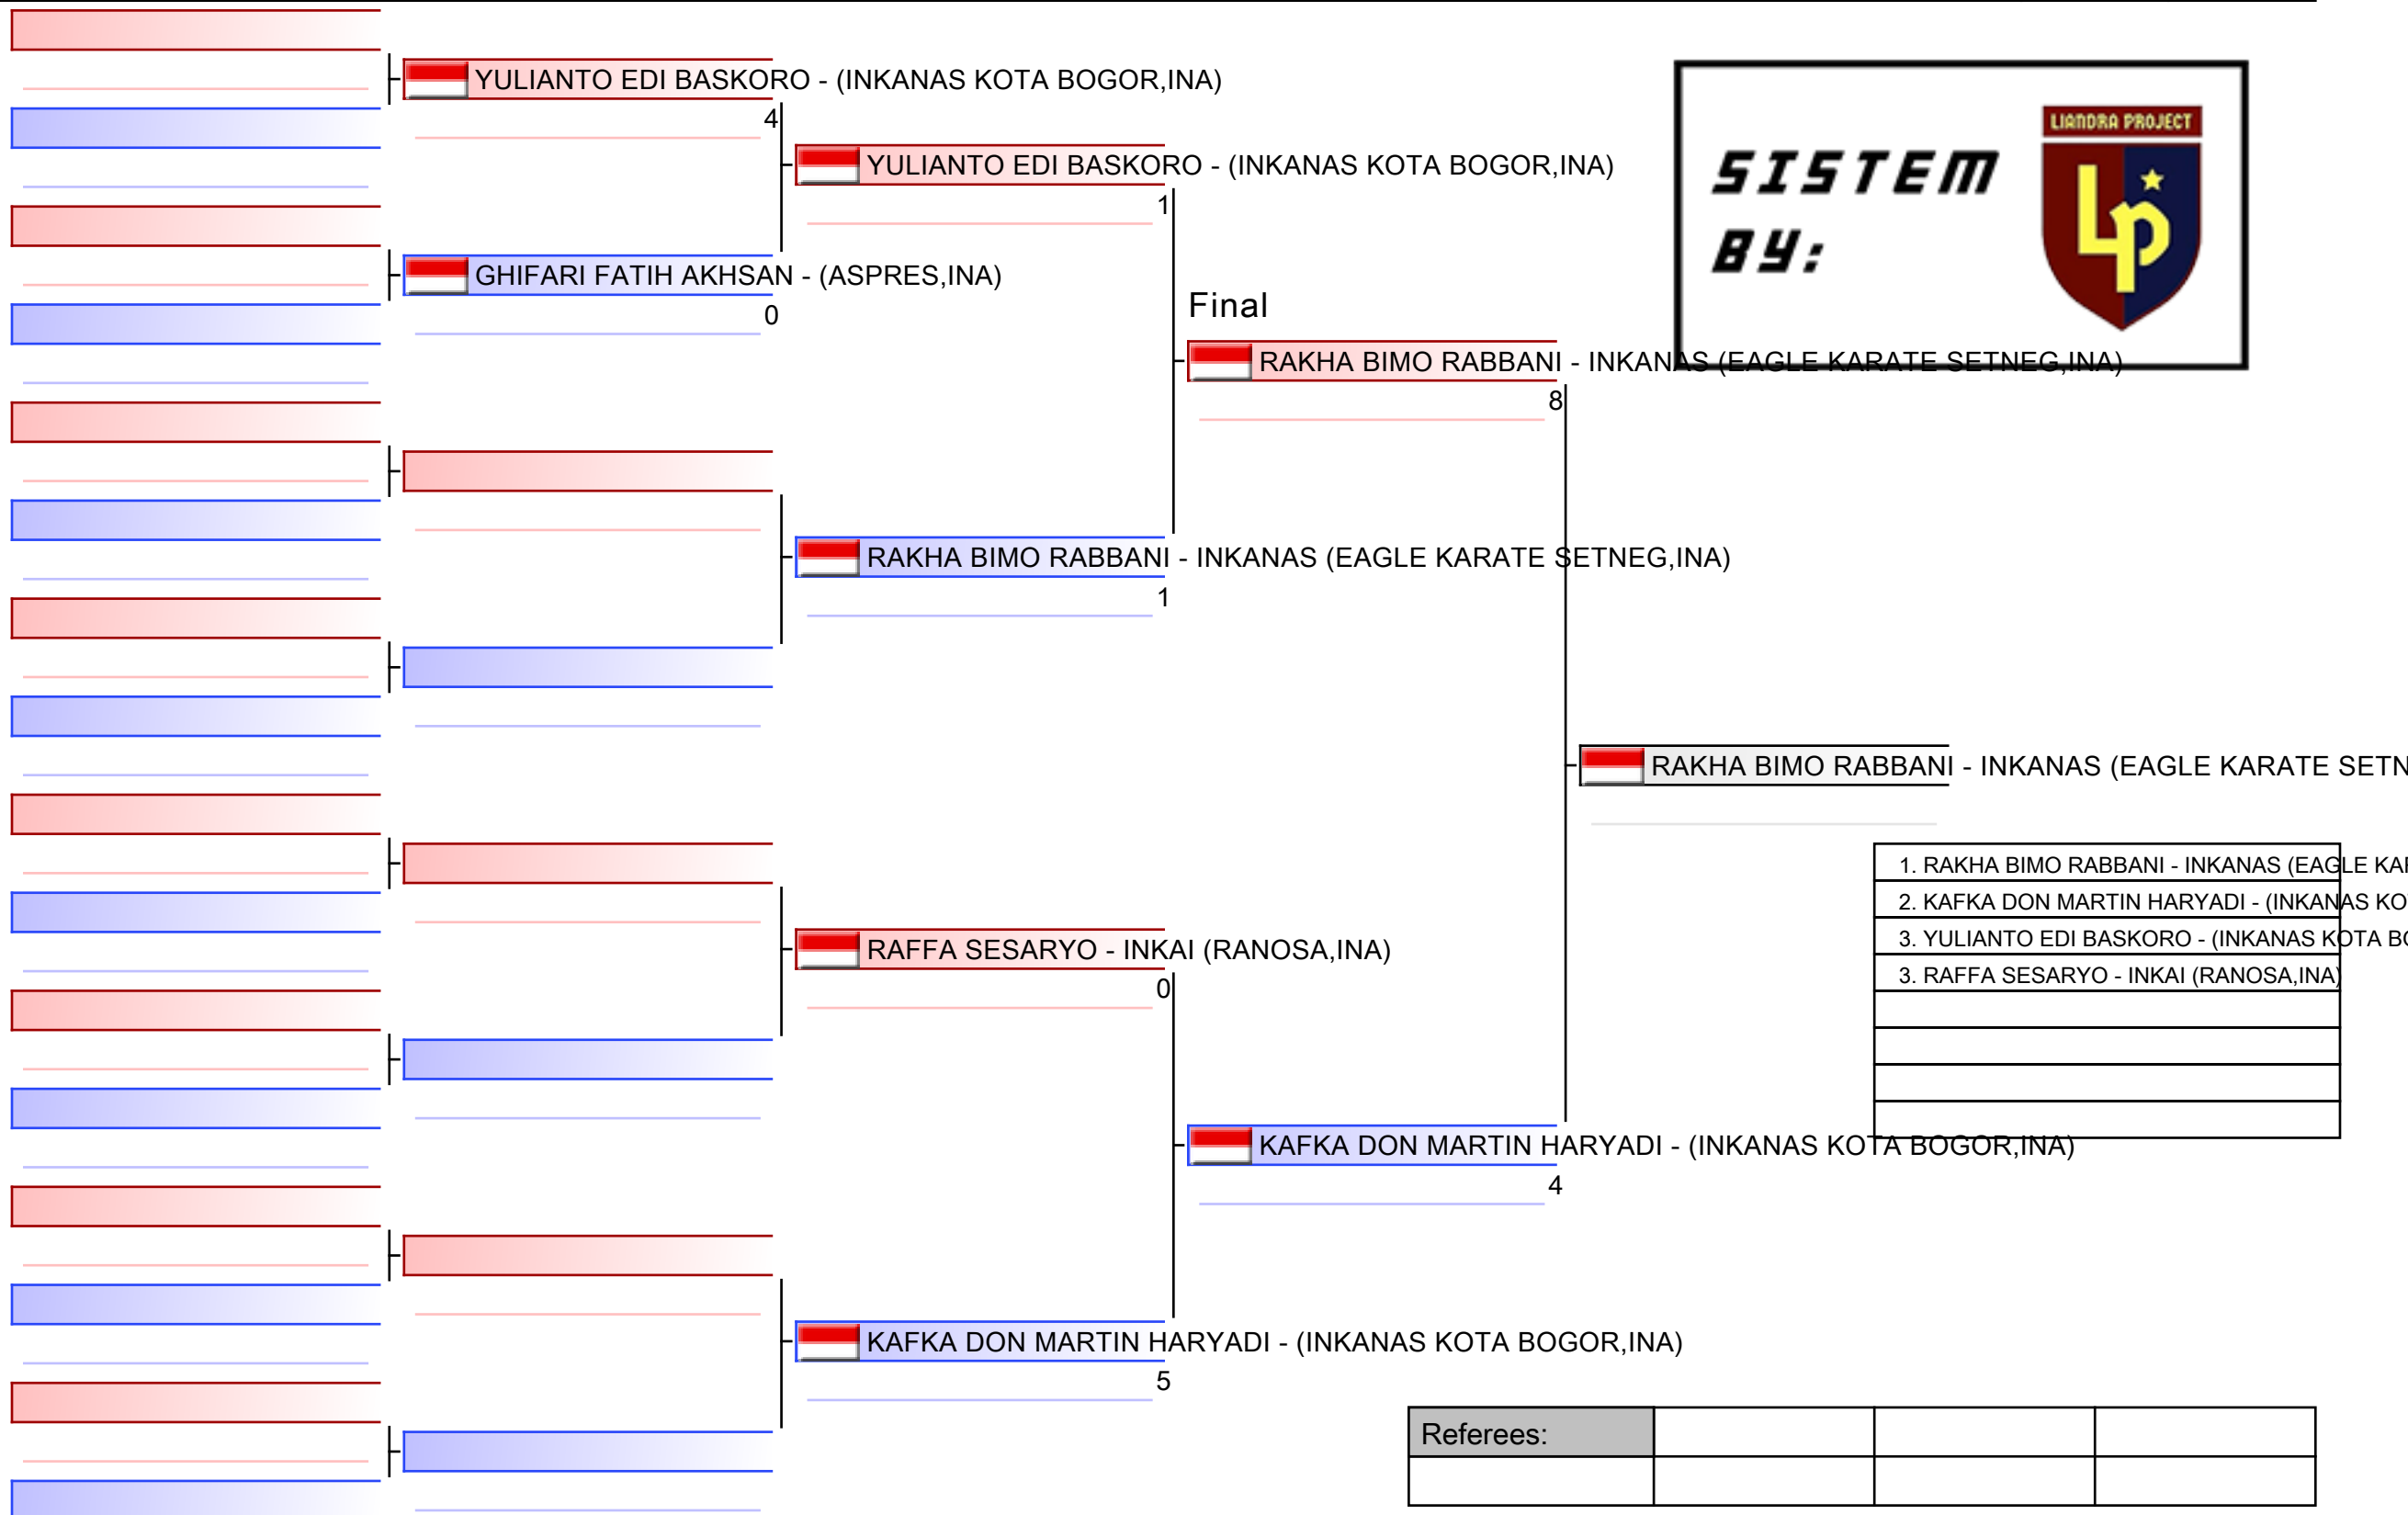 YULIANTO EDI BASKORO - (INKANAS KOTA BOGOR,INA)
4
LIANDRA PROJECT
SISTEM
BY:
Lp
YULIANTO EDI BASKORO - (INKANAS KOTA BOGOR,INA)
1
GHIFARI FATIH AKHSAN - (ASPRES,INA)
0
Final
RAKHA BIMO RABBANI - INKANAS (EAGLE KARATE SETNEG,INA)
8
RAKHA BIMO RABBANI - INKANAS (EAGLE KARATE SETNEG,INA)
1
RAKHA BIMO RABBANI - INKANAS (EAGLE KARATE SETN
1. RAKHA BIMO RABBANI - INKANAS (EAGLE KAR
2. KAFKA DON MARTIN HARYADI - (INKANAS KO
3. YULIANTO EDI BASKORO - (INKANAS KOTA BO
3. RAFFA SESARYO - INKAI (RANOSA,INA)
RAFFA SESARYO - INKAI (RANOSA,INA)
0
KAFKA DON MARTIN HARYADI - (INKANAS KOTA BOGOR,INA)
4
KAFKA DON MARTIN HARYADI - (INKANAS KOTA BOGOR,INA)
5
Referees: